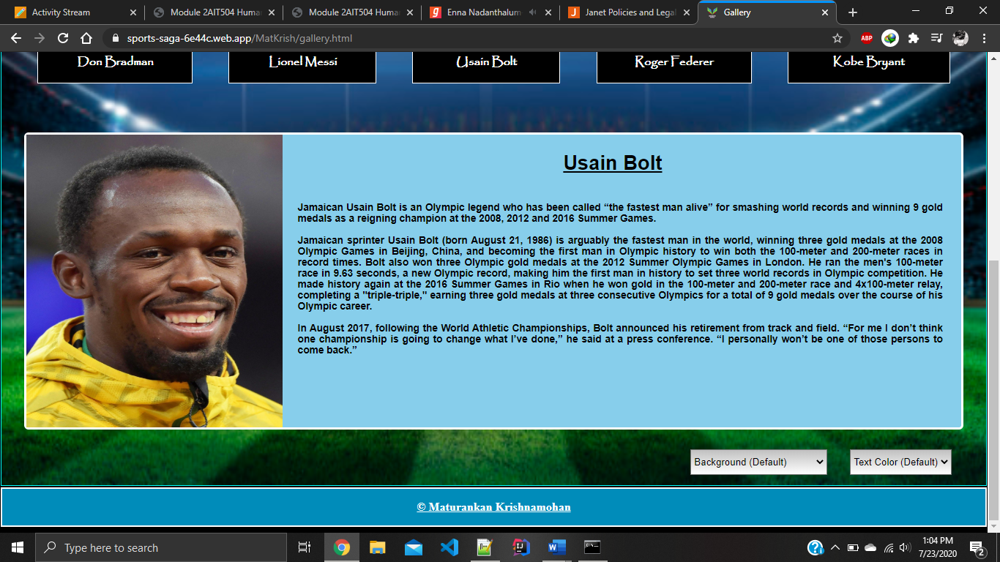 Activity Stream
Module 2AIT504 Human
Module 2AIT504 Human
Enna Nadanthalum
Janet Policies and Legal
Gallery
sports-saga-6e44c.web.app/MatKrish/gallery.html
ABP
Don Bradman
Lionel Messi
Usain Bolt
Roger Federer
Kobe Bryant
Usain Bolt
Jamaican Usain Bolt is an Olympic legend who has been called “the fastest man alive” for smashing world records and winning 9 gold
medals as a reigning champion at the 2008, 2012 and 2016 Summer Games.
Jamaican sprinter Usain Bolt (born August 21, 1986) is arguably the fastest man in the world, winning three gold medals at the 2008
Olympic Games in Beijing, China, and becoming the first man in Olympic history to win both the 100-meter and 200-meter races in
record times. Bolt also won three Olympic gold medals at the 2012 Summer Olympic Games in London. He ran the men's 100-meter
race in 9.63 seconds, a new Olympic record, making him the first man in history to set three world records in Olympic competition. He
made history again at the 2016 Summer Games in Rio when he won gold in the 100-meter and 200-meter race and 4x100-meter relay,
completing a "triple-triple," earning three gold medals at three consecutive Olympics for a total of 9 gold medals over the course of his
Olympic career.
In August 2017, following the World Athletic Championships, Bolt announced his retirement from track and field. “For me I don’t think
one championship is going to change what I’ve done,” he said at a press conference. “I personally won’t be one of those persons to
come back.”
Background (Default)
Text Color (Default)
© Maturankan Krishnamohan
Type here to search
1:04 PM
7/23/2020
2